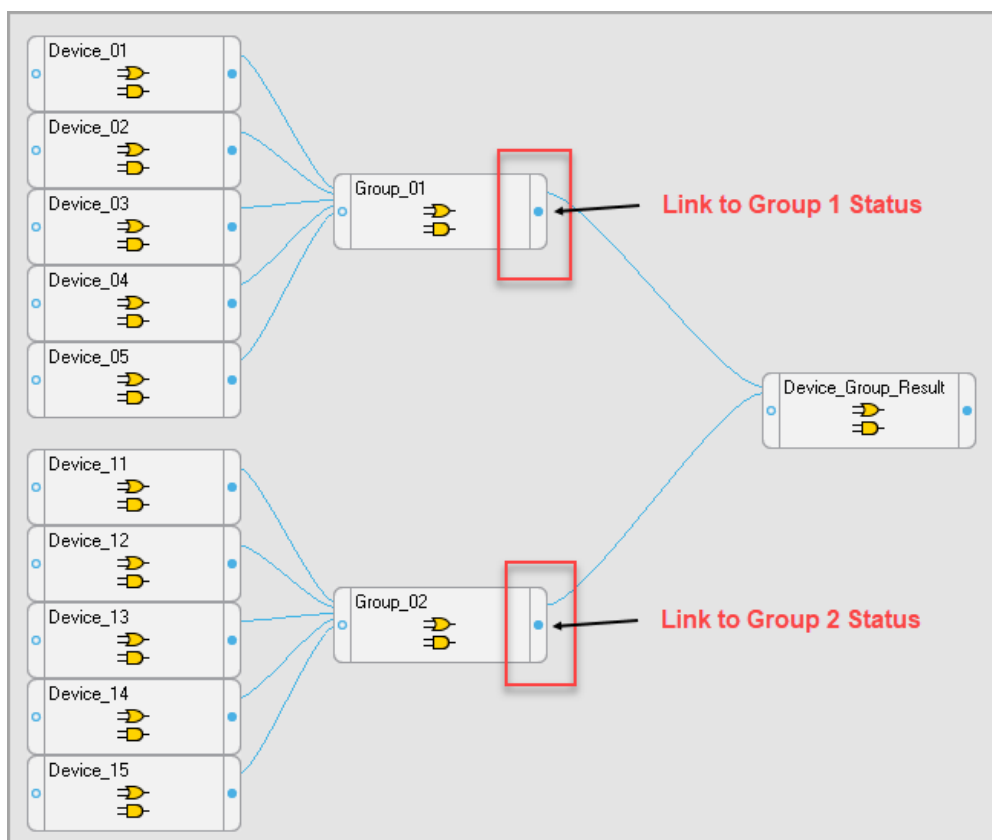 Device_01
Device_02
Device_03
Device_04
Device_05
Group_01
Link to Group 1 Status
Device_Group_Result
Device_11
Device_12
Device_13
Device_14
Device_15
Group_02
Link to Group 2 Status